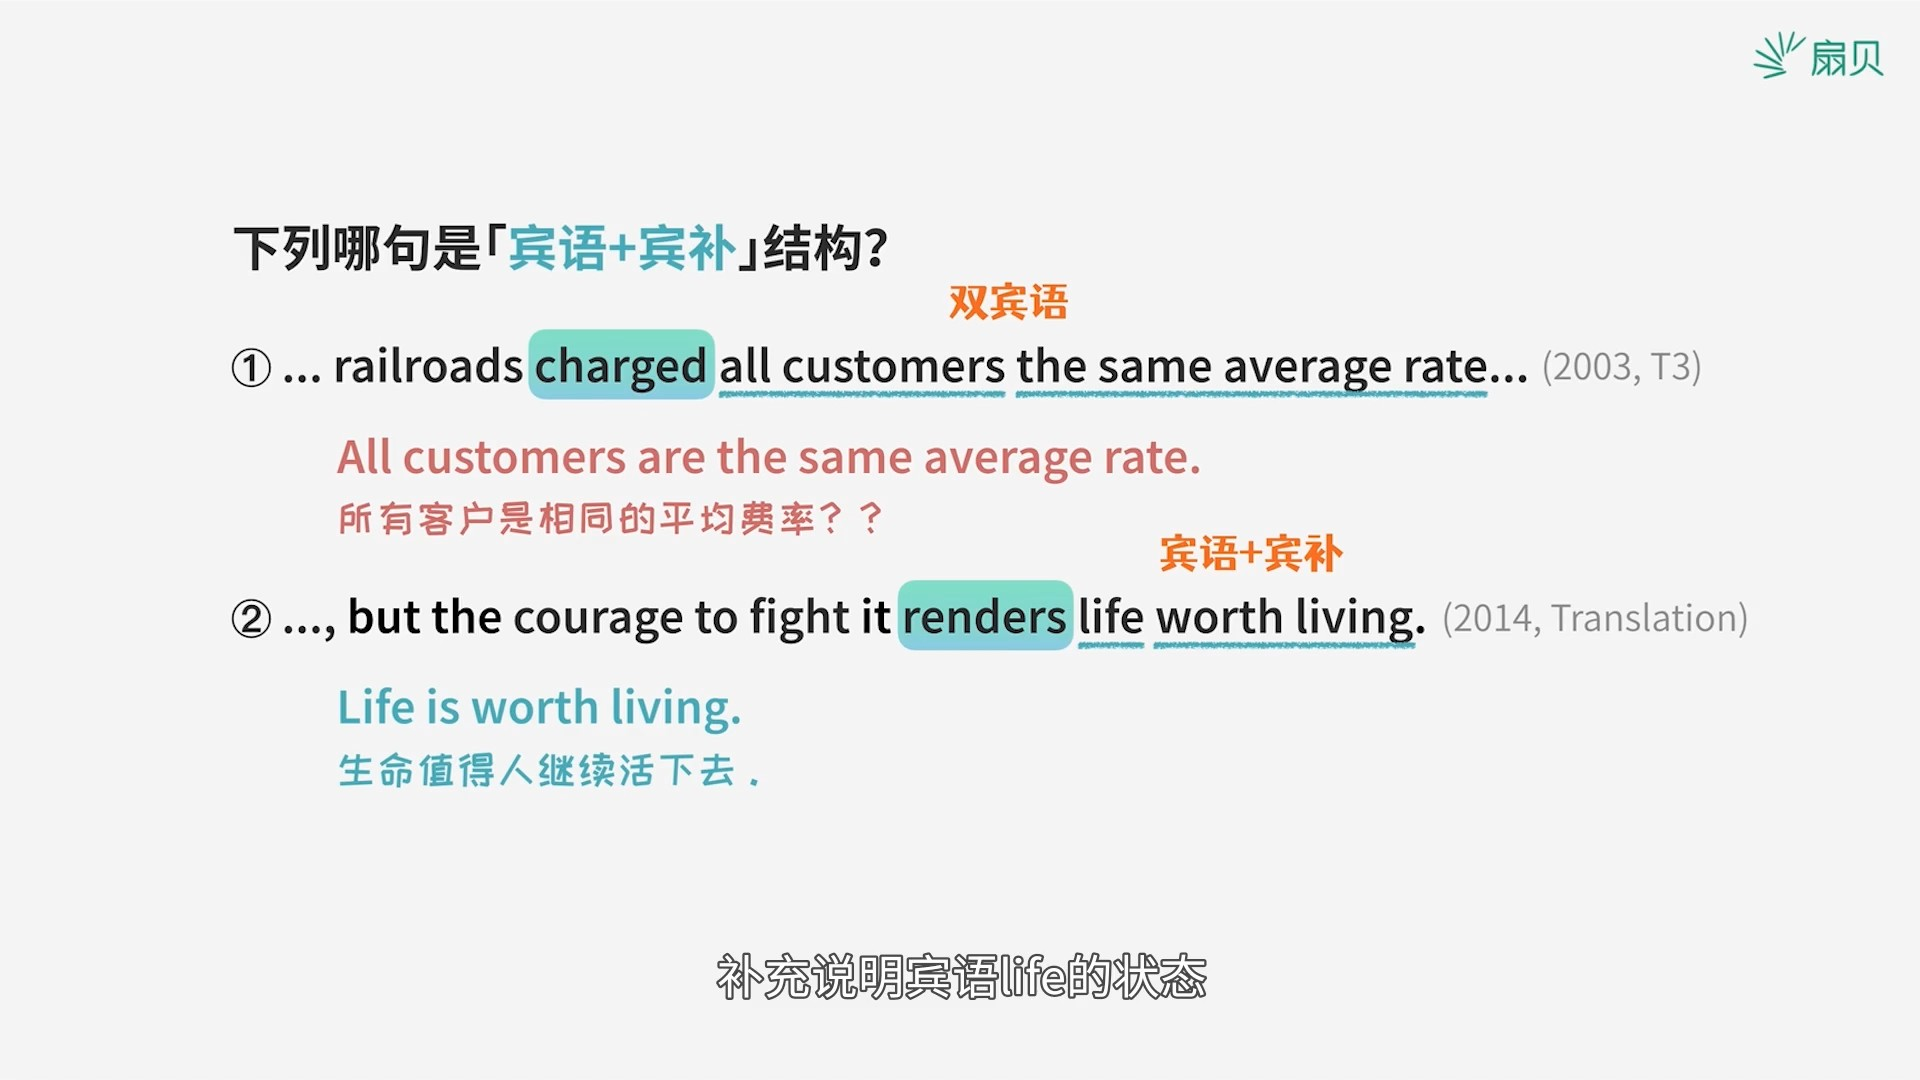 扇贝
下列哪句是「宾语+宾补」结构?
双宾语
① ... railroads charged all customers the same average rate... (2003, T3)
All customers are the same average rate.
所有客户是相同的平均费率? ?
宾语+宾补
② ..., but the courage to fight it renders life worth living. (2014, Translation)
Life is worth living.
生命值得人继续活下去 .
补充说明宾语life的状态